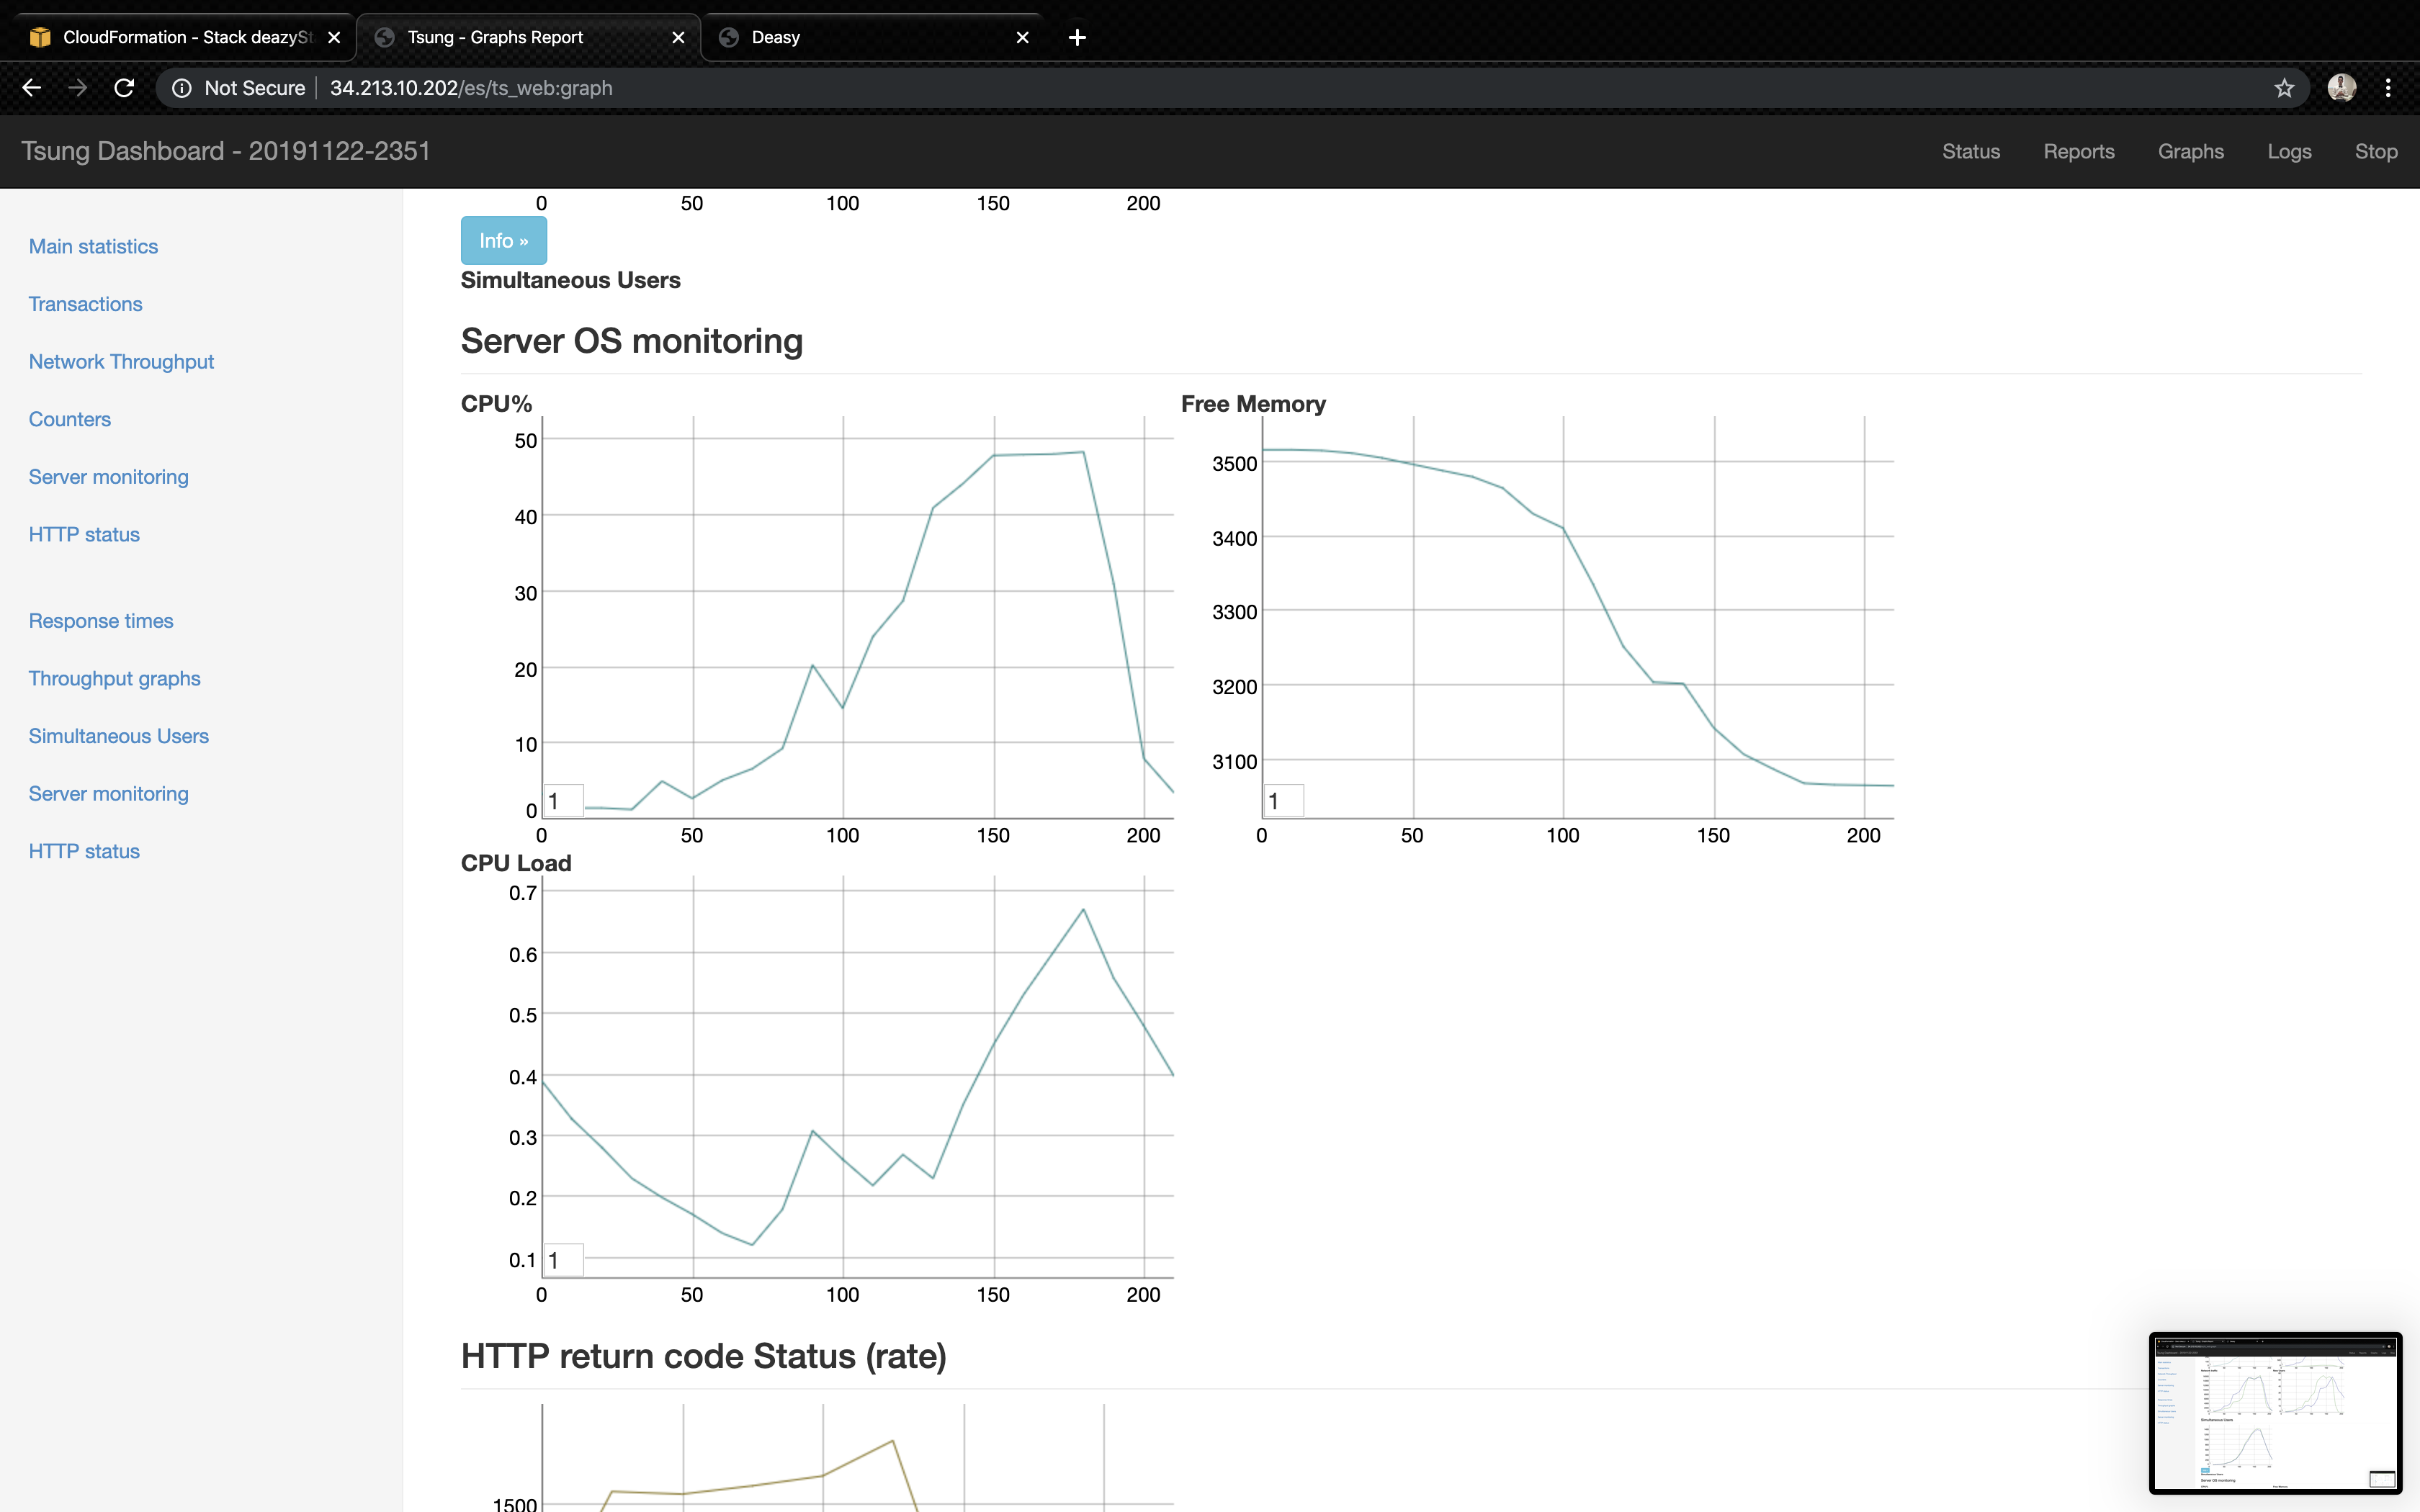 CloudFormation - Stack deazySt
Tsung - Graphs Report
Deasy
Not Secure
34.213.10.202/es/ts_web:graph
Tsung Dashboard - 20191122-2351
Status
Reports
Graphs
Logs
Stop
Main statistics
Transactions
Network Throughput
Counters
Server monitoring
HTTP status
Response times
Throughput graphs
Simultaneous Users
Server monitoring
HTTP status
0 50 100 150 200
Info »
Simultaneous Users
Server OS monitoring
CPU%
50
40
30
20
10
0
1
0 50 100 150 200
Free Memory
3500
3400
3300
3200
3100
1
0 50 100 150 200
CPU Load
0.7
0.6
0.5
0.4
0.3
0.2
0.1
1
0 50 100 150 200
HTTP return code Status (rate)
1500